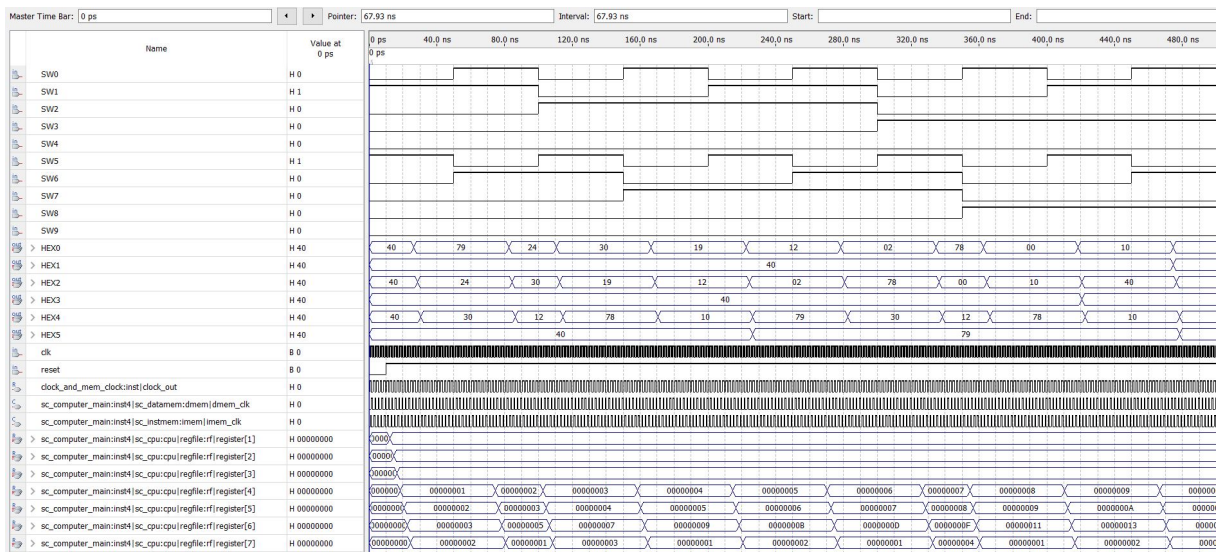 Master Time Bar: 0 ps Pointer: 67.93 ns Interval: 67.93 ns Start: End:
Name Value at 0 ps 0 ps 40.0 ns 80.0 ns 120.0 ns 160.0 ns 200.0 ns 240.0 ns 280.0 ns 320.0 ns 360.0 ns 400.0 ns 440.0 ns 480.0 ns
0 ps
SW0 H 0
SW1 H 1
SW2 H 0
SW3 H 0
SW4 H 0
SW5 H 1
SW6 H 0
SW7 H 0
SW8 H 0
SW9 H 0
HEX0 H 40 40 79 24 30 19 12 02 78 00 10
HEX1 H 40 40
HEX2 H 40 40 24 30 19 12 02 78 00 10 40
HEX3 H 40 40
HEX4 H 40 40 30 12 78 10 79 30 12 78 10
HEX5 H 40 40 79
clk B 0
reset B 0
clock_and_mem_clock:inst|clock_out H 0
sc_computer_main:inst4|sc_datamem:dmem|dmem_clk H 0
sc_computer_main:inst4|sc_instmem:imem|imem_clk H 0
sc_computer_main:inst4|sc_cpu:cpu|regfile:rf|register[1] H 00000000
sc_computer_main:inst4|sc_cpu:cpu|regfile:rf|register[2] H 00000000
sc_computer_main:inst4|sc_cpu:cpu|regfile:rf|register[3] H 00000000
sc_computer_main:inst4|sc_cpu:cpu|regfile:rf|register[4] H 00000000 00000001 00000002 00000003 00000004 00000005 00000006 00000007 00000008 00000009
sc_computer_main:inst4|sc_cpu:cpu|regfile:rf|register[5] H 00000000 00000002 00000003 00000004 00000005 00000006 00000007 00000008 00000009 0000000A
sc_computer_main:inst4|sc_cpu:cpu|regfile:rf|register[6] H 00000000 00000003 00000005 00000007 00000009 0000000B 0000000D 0000000F 00000011 00000013
sc_computer_main:inst4|sc_cpu:cpu|regfile:rf|register[7] H 00000000 00000002 00000001 00000003 00000001 00000002 00000001 00000004 00000001 00000002